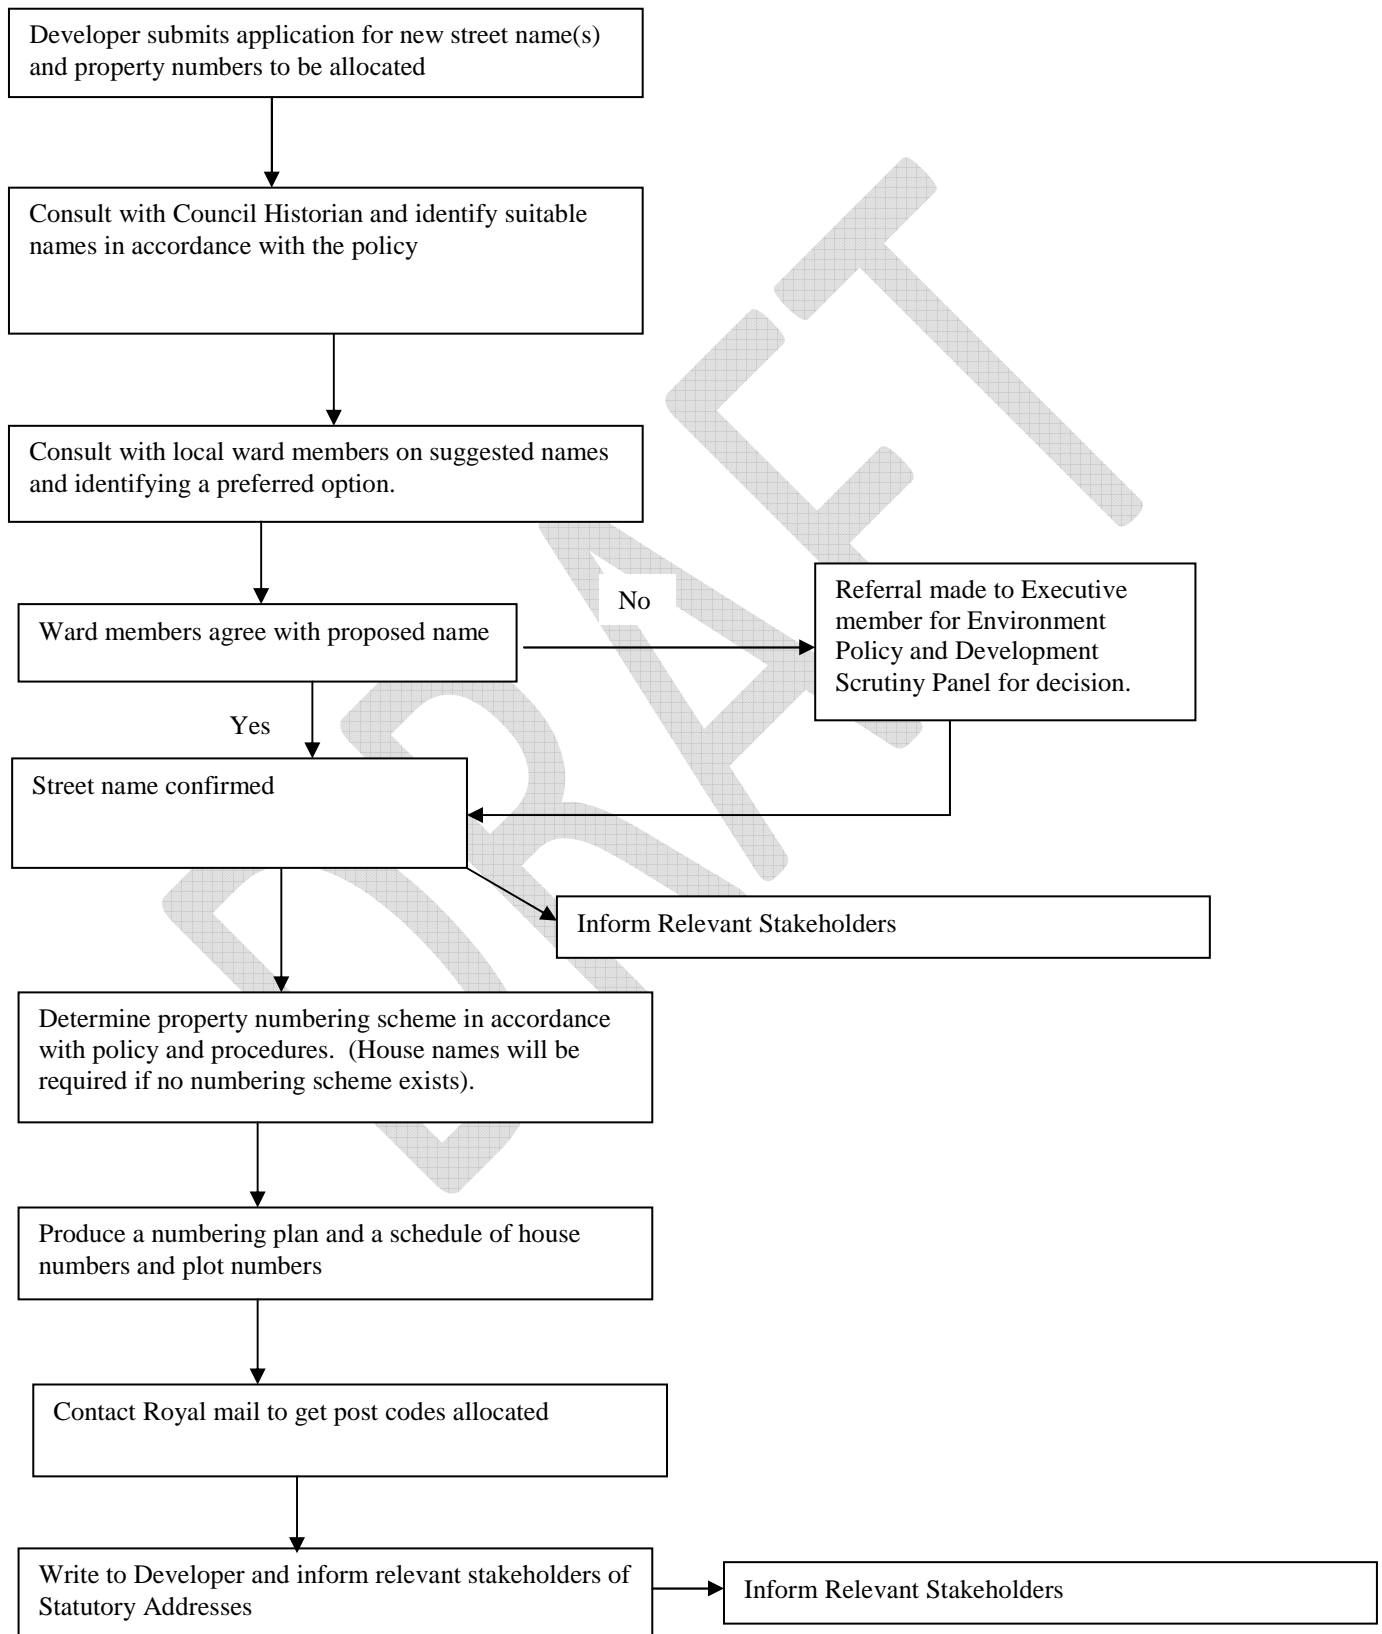 Developer submits application for new street name(s)
and property numbers to be allocated
Consult with Council Historian and identify suitable
names in accordance with the policy
Consult with local ward members on suggested names
and identifying a preferred option.
Ward members agree with proposed name
No
Referral made to Executive
member for Environment
Policy and Development
Scrutiny Panel for decision.
Yes
Street name confirmed
Inform Relevant Stakeholders
Determine property numbering scheme in accordance
with policy and procedures.  (House names will be
required if no numbering scheme exists).
Produce a numbering plan and a schedule of house
numbers and plot numbers
Contact Royal mail to get post codes allocated
Write to Developer and inform relevant stakeholders of
Statutory Addresses
Inform Relevant Stakeholders
DRAFT